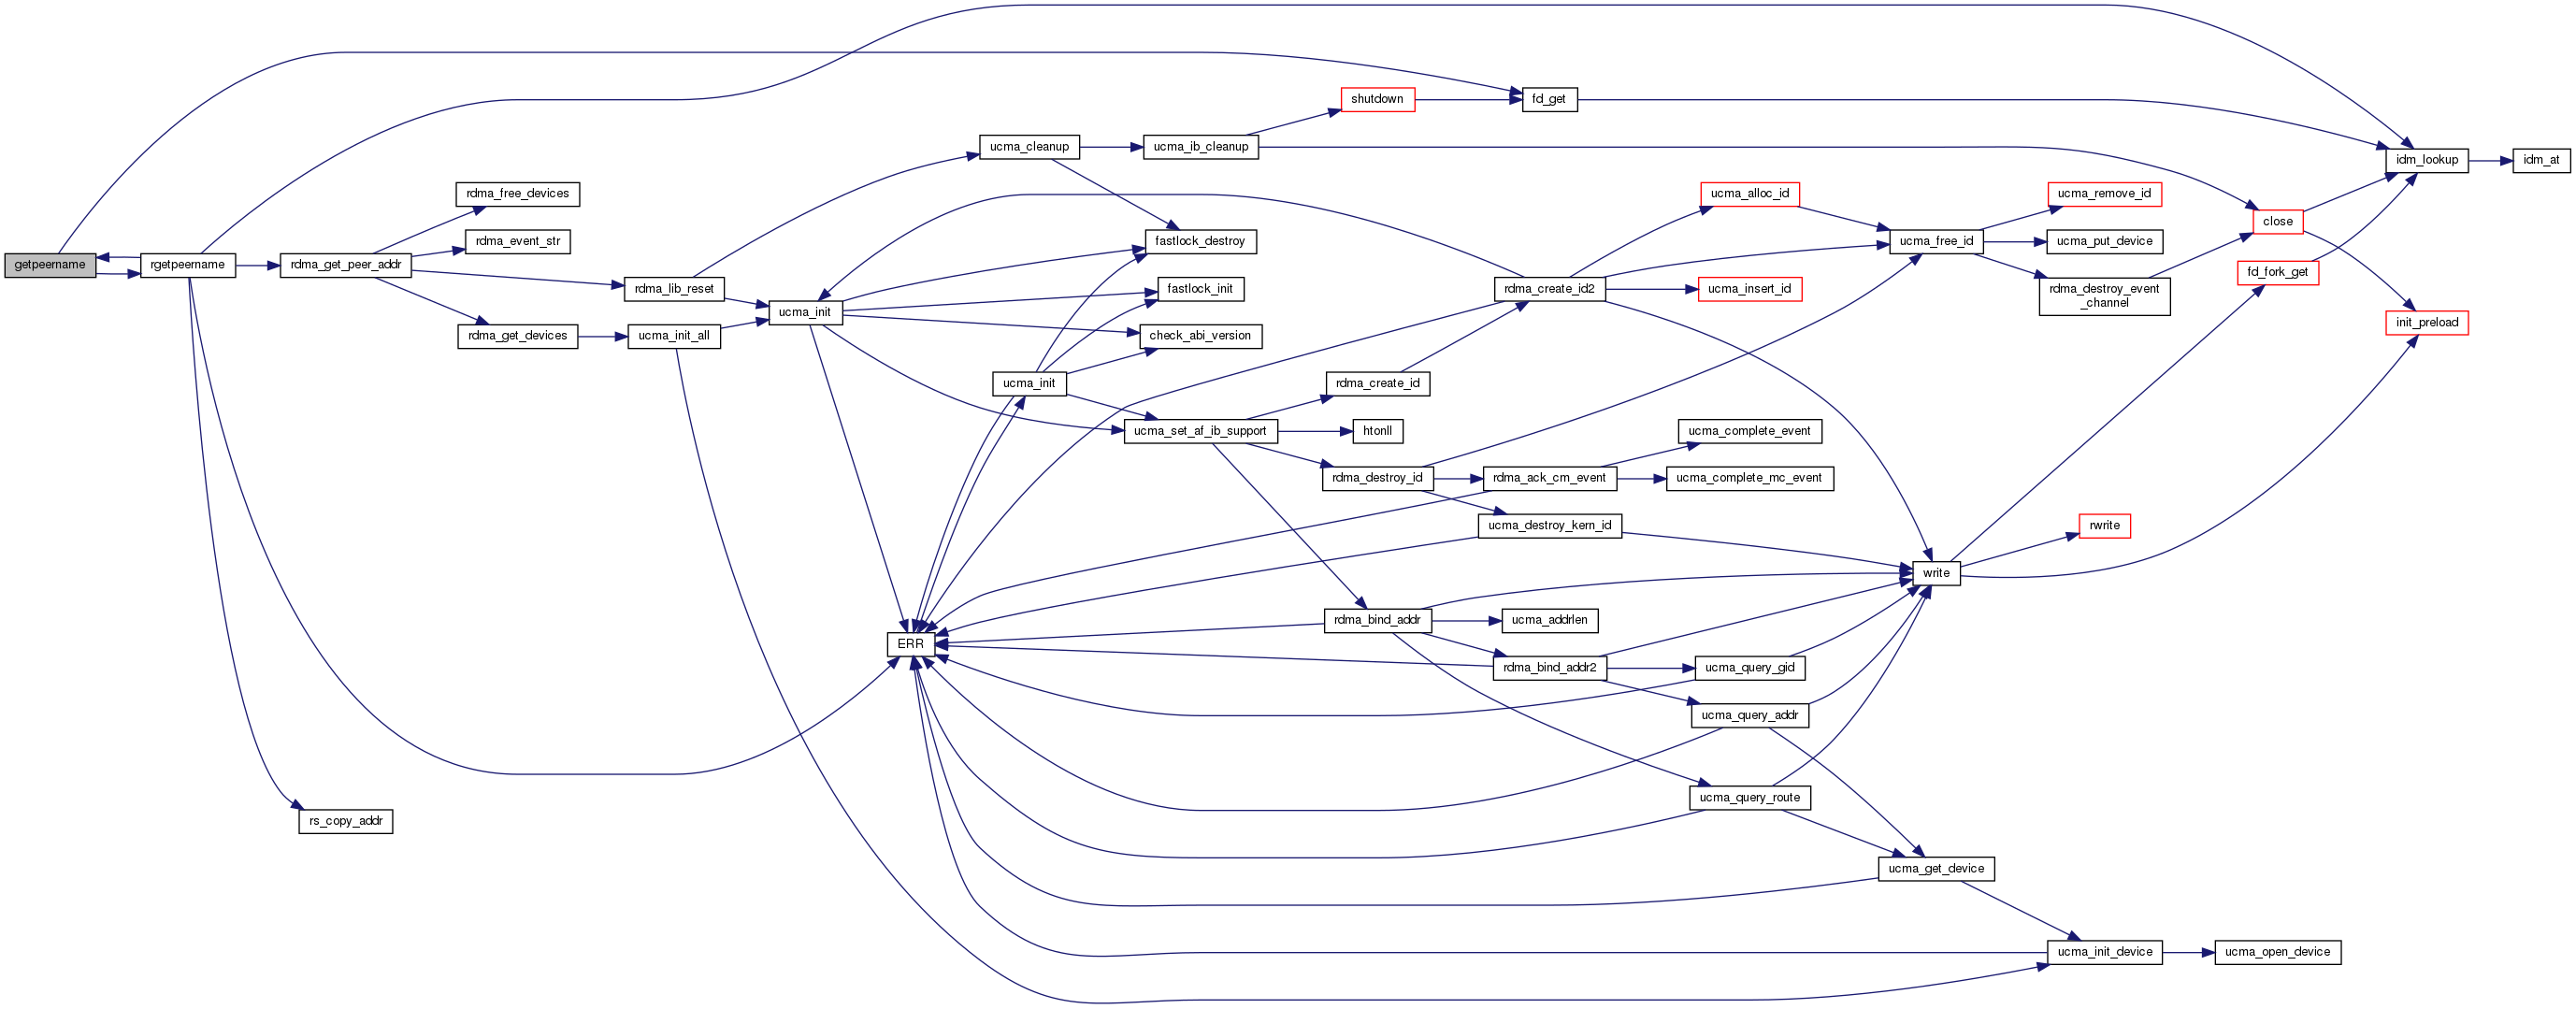 getpeername
rgetpeername
rdma_get_peer_addr
rdma_free_devices
rdma_event_str
rdma_get_devices
rs_copy_addr
rdma_lib_reset
ucma_init_all
ucma_init
ERR
ucma_cleanup
ucma_init
ucma_ib_cleanup
fastlock_destroy
fastlock_init
check_abi_version
ucma_set_af_ib_support
shutdown
rdma_create_id
htonll
rdma_destroy_id
rdma_bind_addr
fd_get
rdma_create_id2
rdma_ack_cm_event
ucma_destroy_kern_id
ucma_addrlen
rdma_bind_addr2
ucma_alloc_id
ucma_insert_id
ucma_complete_event
ucma_complete_mc_event
ucma_query_gid
ucma_query_addr
ucma_query_route
ucma_free_id
write
ucma_get_device
ucma_remove_id
ucma_put_device
rdma_destroy_event
_channel
rwrite
ucma_init_device
close
fd_fork_get
ucma_open_device
idm_lookup
init_preload
idm_at